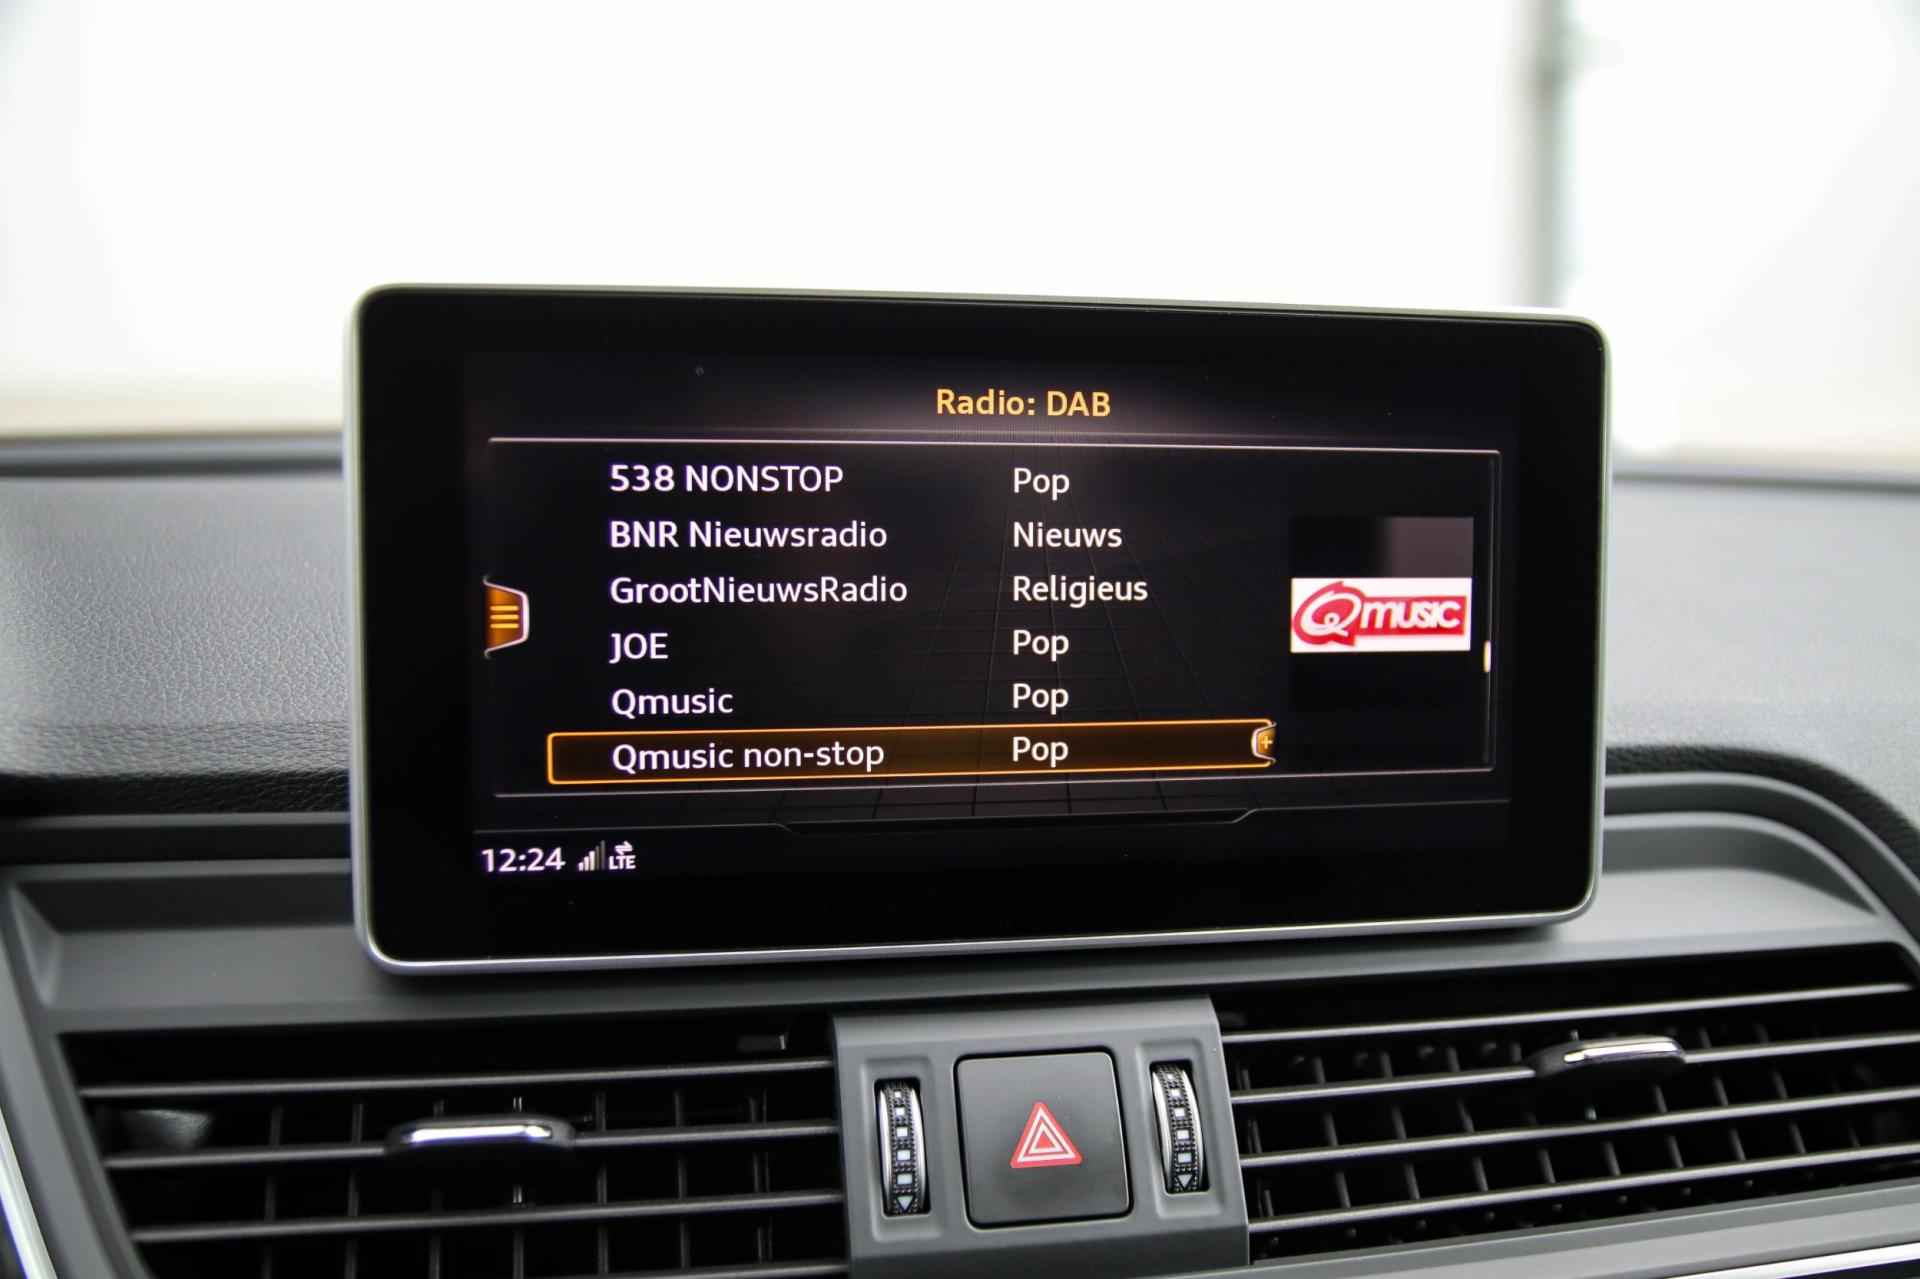 Radio: DAB
538 NONSTOP Pop
BNR Nieuwsradio Nieuws
GrootNieuwsRadio Religieus
JOE Pop
Qmusic Pop
Qmusic non-stop Pop
Qmusic
12:24 LTE